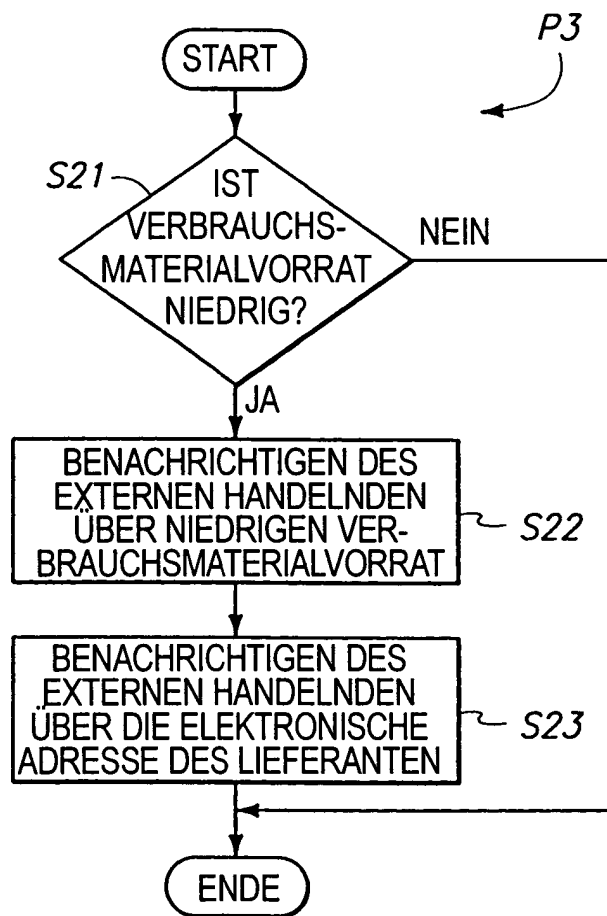 P3
START
S21
IST
VERBRAUCHS-
MATERIALVORRAT
NIEDRIG?
NEIN
JA
BENACHRICHTIGEN DES
EXTERNEN HANDELNDEN
ÜBER NIEDRIGEN VER-
BRAUCHSMATERIALVORRAT
S22
BENACHRICHTIGEN DES
EXTERNEN HANDELNDEN
ÜBER DIE ELEKTRONISCHE
ADRESSE DES LIEFERANTEN
S23
ENDE